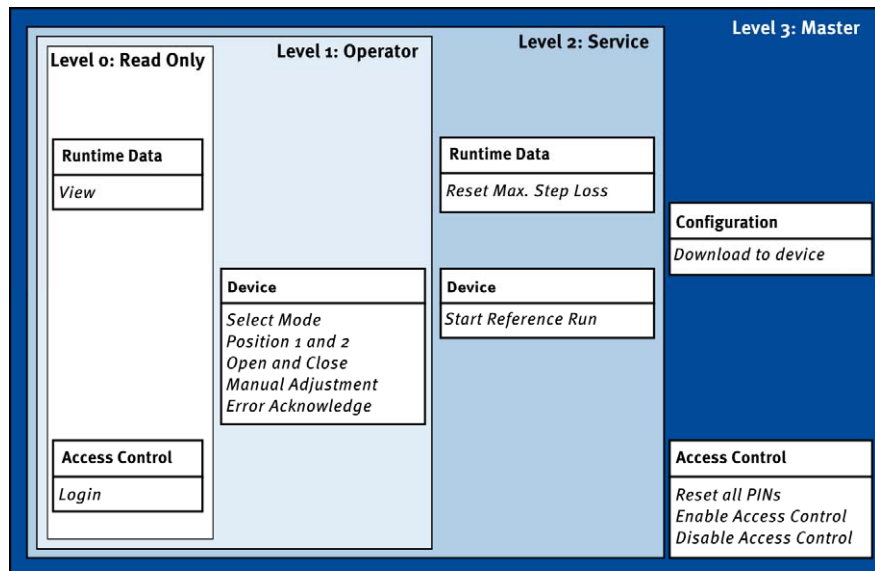 Level 0: Read Only
Runtime Data
View
Access Control
Login
Level 1: Operator
Device
Select Mode
Position 1 and 2
Open and Close
Manual Adjustment
Error Acknowledge
Level 2: Service
Runtime Data
Reset Max. Step Loss
Device
Start Reference Run
Level 3: Master
Configuration
Download to device
Access Control
Reset all PINs
Enable Access Control
Disable Access Control